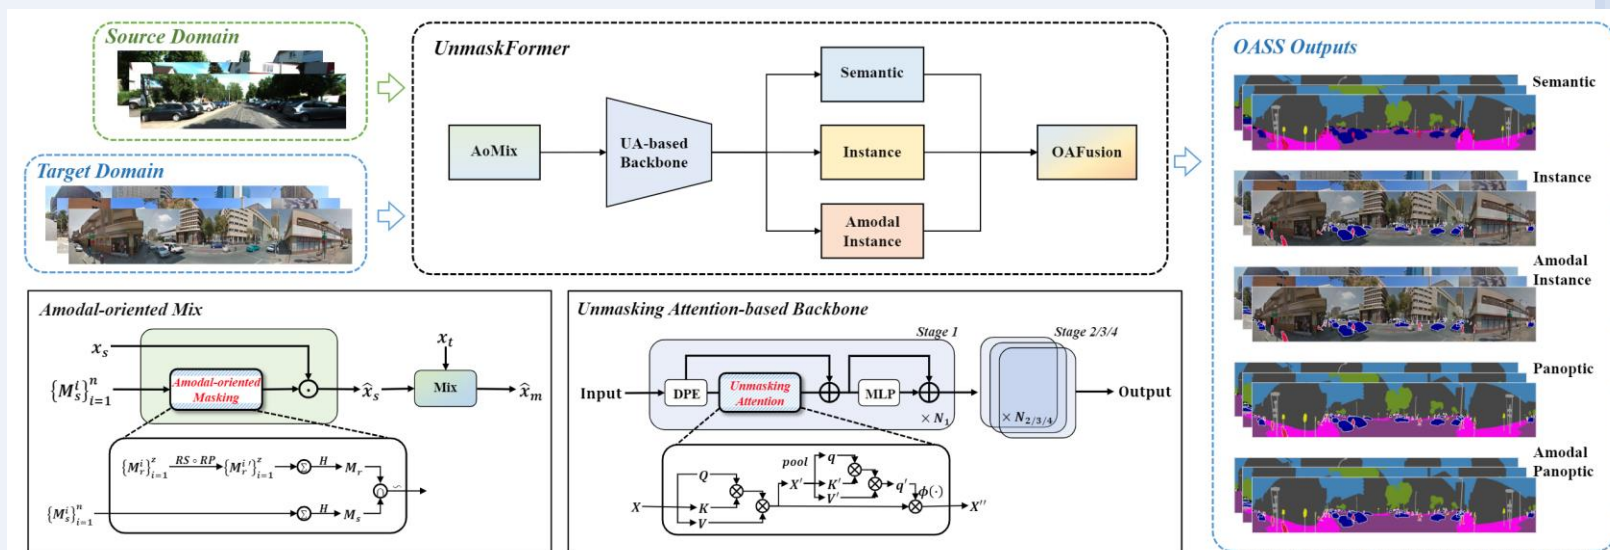 Source Domain
Target Domain
UnmaskFormer
AoMix
UA-based
Backbone
Semantic
Instance
Amodal
Instance
OAFusion
OASS Outputs
Semantic
Instance
Amodal
Instance
Panoptic
Amodal
Panoptic
Amodal-oriented Mix
x_s
{M_s^i}_{i=1}^n
Amodal-oriented
Masking
x̂_s
x_t
Mix
x̂_m
{M_r^i}_{i=1}^z RS∘RP {M_r^{i′}}_{i=1}^z Σ H M_r
∩ ∽
{M_s^i}_{i=1}^n Σ H M_s
Unmasking Attention-based Backbone
Stage 1
Stage 2/3/4
Input
DPE
Unmasking
Attention
MLP
× N_1
× N_{2/3/4}
Output
X
Q
K
V
pool
X′
q
K′
V′
q′
ϕ(·)
X′′